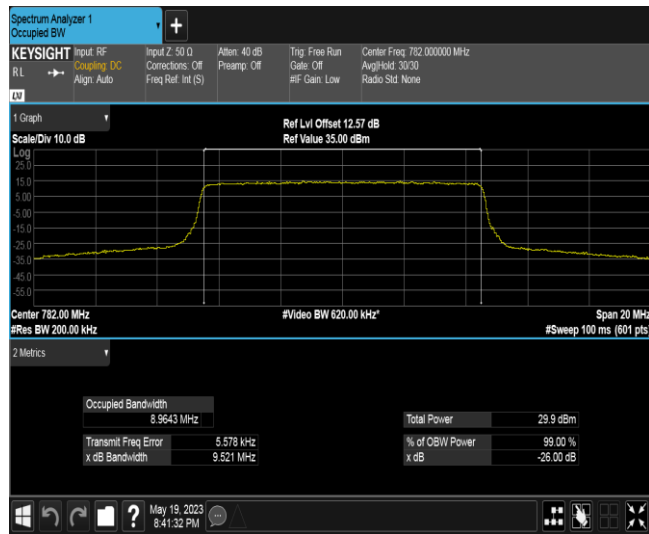 Spectrum Analyzer 1
Occupied BW
+
KEYSIGHT
RL
LXI
Input: RF
Coupling: DC
Align: Auto
Input Z: 50 Ω
Corrections: Off
Freq Ref: Int (S)
Atten: 40 dB
Preamp: Off
Trig: Free Run
Gate: Off
#IF Gain: Low
Center Freq: 782.000000 MHz
Avg|Hold: 30/30
Radio Std: None
1 Graph
Scale/Div 10.0 dB
Ref Lvl Offset 12.57 dB
Ref Value 35.00 dBm
Log
25.0
15.0
5.00
-5.00
-15.0
-25.0
-35.0
-45.0
-55.0
Center 782.00 MHz
#Res BW 200.00 kHz
#Video BW 620.00 kHz*
Span 20 MHz
#Sweep 100 ms (601 pts)
2 Metrics
Occupied Bandwidth
8.9643 MHz
Transmit Freq Error 5.578 kHz
x dB Bandwidth 9.521 MHz
Total Power 29.9 dBm
% of OBW Power 99.00 %
x dB -26.00 dB
?
May 19, 2023
8:41:32 PM